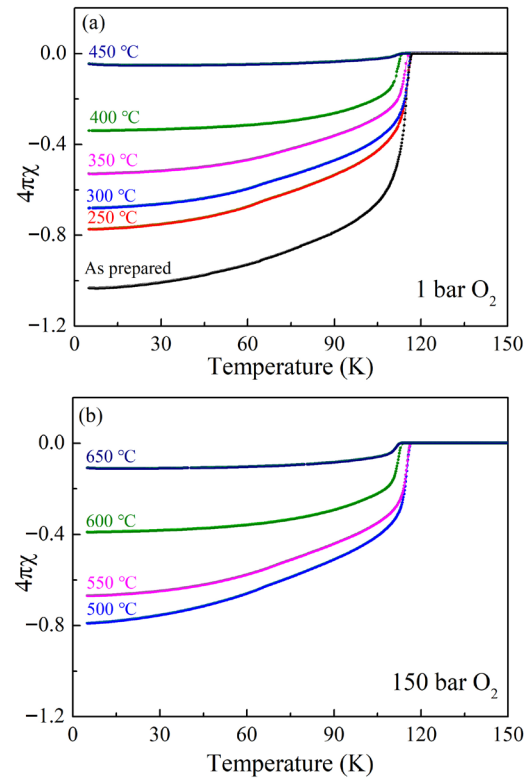 (a)
0.0
−0.4
−0.8
−1.2
4πχ
450 °C
400 °C
350 °C
300 °C
250 °C
As prepared
1 bar O₂
0 30 60 90 120 150
Temperature (K)
(b)
0.0
−0.4
−0.8
−1.2
4πχ
650 °C
600 °C
550 °C
500 °C
150 bar O₂
0 30 60 90 120 150
Temperature (K)